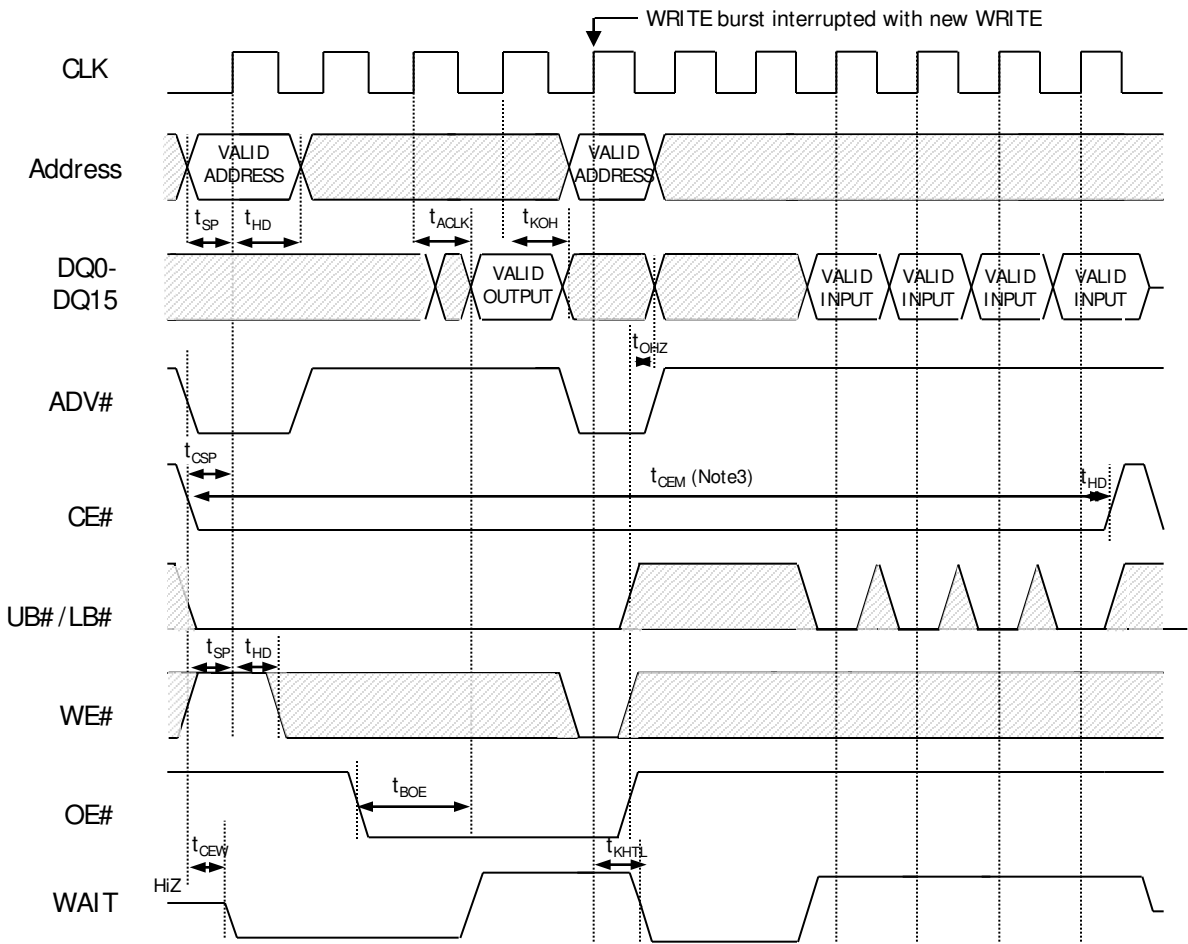 WRITE burst interrupted with new WRITE
CLK
Address
VALID
ADDRESS
VALID
ADDRESS
tSP
tHD
tACLK
tKOH
DQ0-
DQ15
VALID
OUTPUT
VALID
INPUT
VALID
INPUT
VALID
INPUT
VALID
INPUT
tOHZ
ADV#
tCSP
tCEM (Note3)
tHD
CE#
UB# / LB#
tSP
tHD
WE#
tBOE
OE#
tCEW
tKHTL
HiZ
WAIT